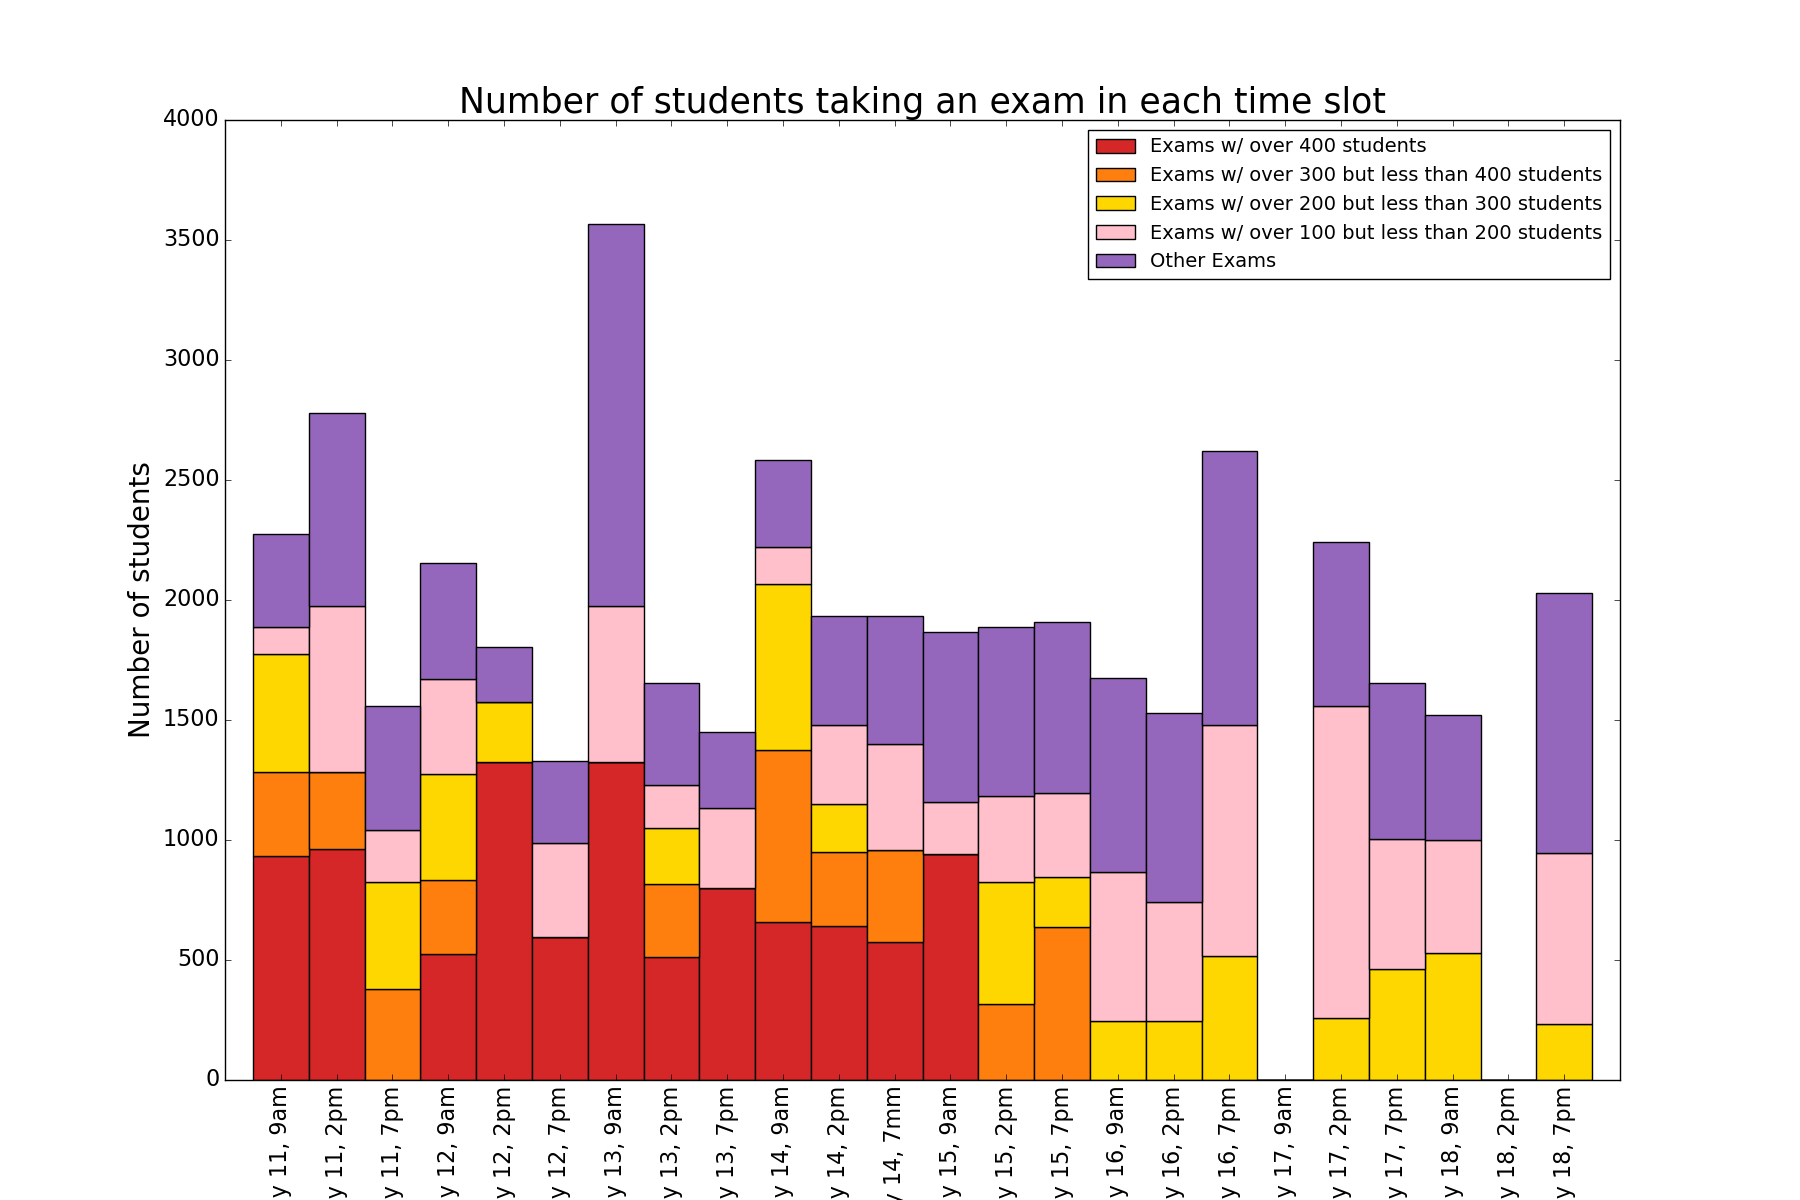 Number of students taking an exam in each time slot
Exams w/ over 400 students
Exams w/ over 300 but less than 400 students
Exams w/ over 200 but less than 300 students
Exams w/ over 100 but less than 200 students
Other Exams
Number of students
4000
3500
3000
2500
2000
1500
1000
500
0
y 11, 9am
y 11, 2pm
y 11, 7pm
y 12, 9am
y 12, 2pm
y 12, 7pm
y 13, 9am
y 13, 2pm
y 13, 7pm
y 14, 9am
y 14, 2pm
y 14, 7mm
y 15, 9am
y 15, 2pm
y 15, 7pm
y 16, 9am
y 16, 2pm
y 16, 7pm
y 17, 9am
y 17, 2pm
y 17, 7pm
y 18, 9am
y 18, 2pm
y 18, 7pm